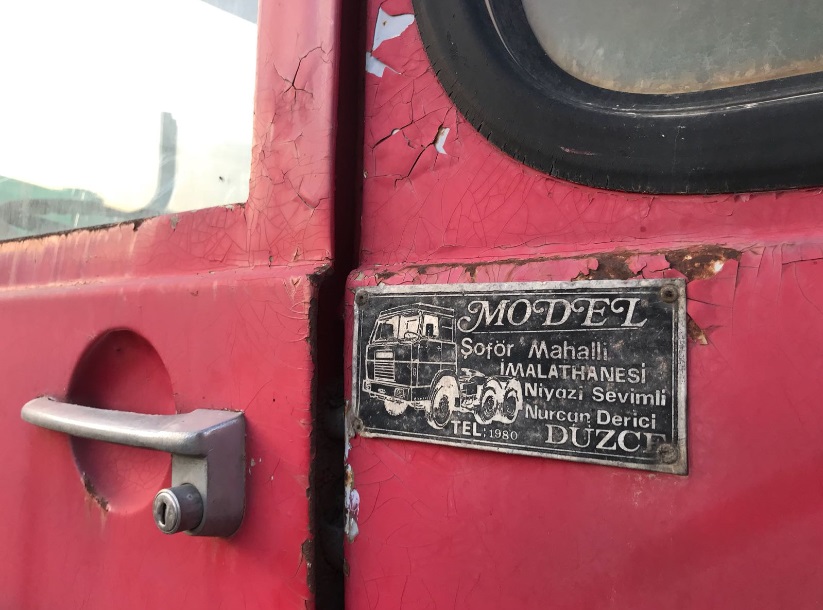 MODEL
Şoför Mahalli
İMALATHANESİ
Niyazi Sevimli
Nurcan Derici
TEL: 1980 DÜZCE